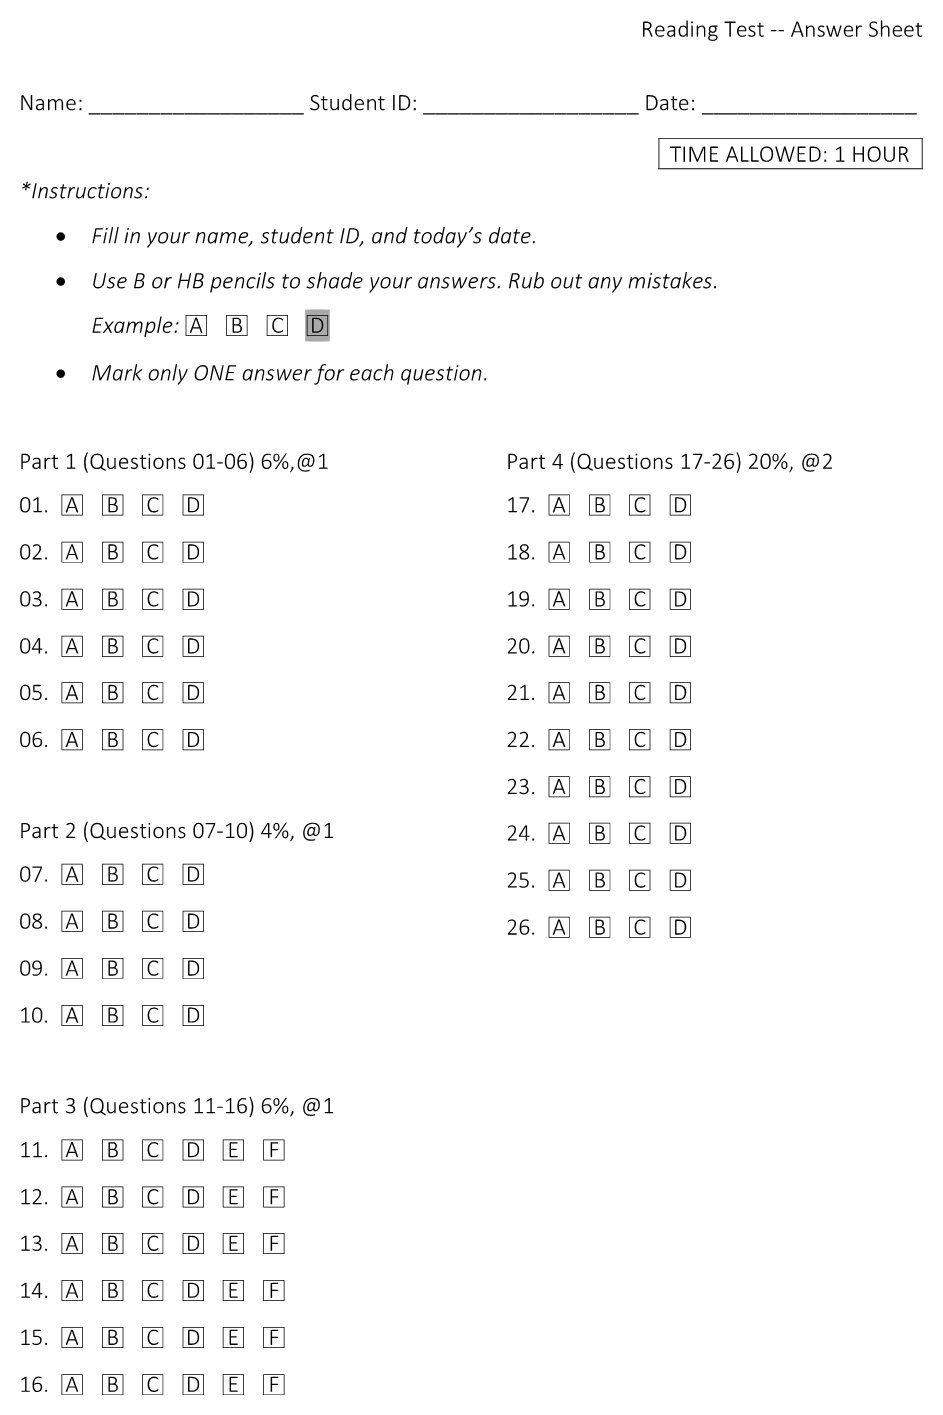 Reading Test -- Answer Sheet
Name: __________________ Student ID: __________________ Date: __________________
TIME ALLOWED: 1 HOUR
*Instructions:
• Fill in your name, student ID, and today's date.
• Use B or HB pencils to shade your answers. Rub out any mistakes.
Example: A B C D
• Mark only ONE answer for each question.
Part 1 (Questions 01-06) 6%,@1
01. A B C D
02. A B C D
03. A B C D
04. A B C D
05. A B C D
06. A B C D
Part 2 (Questions 07-10) 4%, @1
07. A B C D
08. A B C D
09. A B C D
10. A B C D
Part 3 (Questions 11-16) 6%, @1
11. A B C D E F
12. A B C D E F
13. A B C D E F
14. A B C D E F
15. A B C D E F
16. A B C D E F
Part 4 (Questions 17-26) 20%, @2
17. A B C D
18. A B C D
19. A B C D
20. A B C D
21. A B C D
22. A B C D
23. A B C D
24. A B C D
25. A B C D
26. A B C D